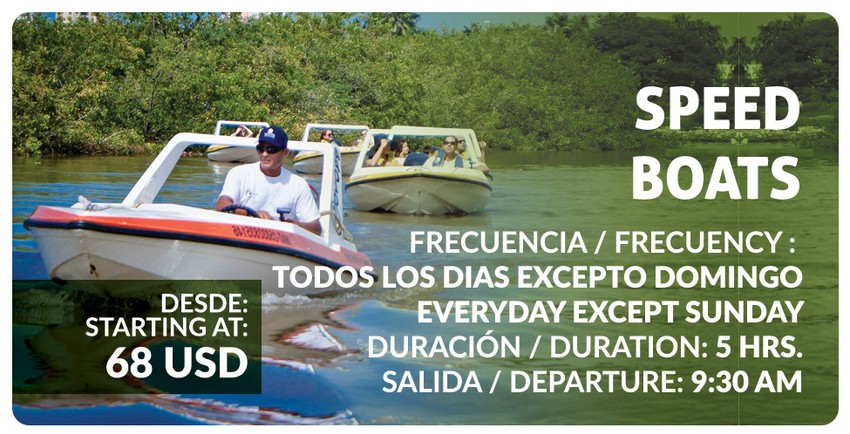 SPEED
BOATS
FRECUENCIA / FRECUENCY :
TODOS LOS DIAS EXCEPTO DOMINGO
EVERYDAY EXCEPT SUNDAY
DURACIÓN / DURATION: 5 HRS.
SALIDA / DEPARTURE: 9:30 AM
DESDE:
STARTING AT:
68 USD